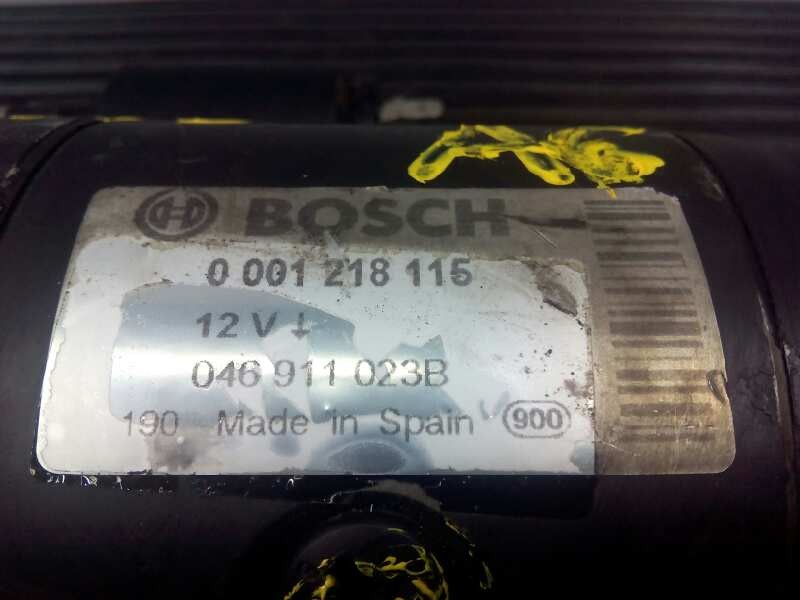 BOSCH
0 001 218 115
12 V
046 911 023B
190 Made in Spain 900